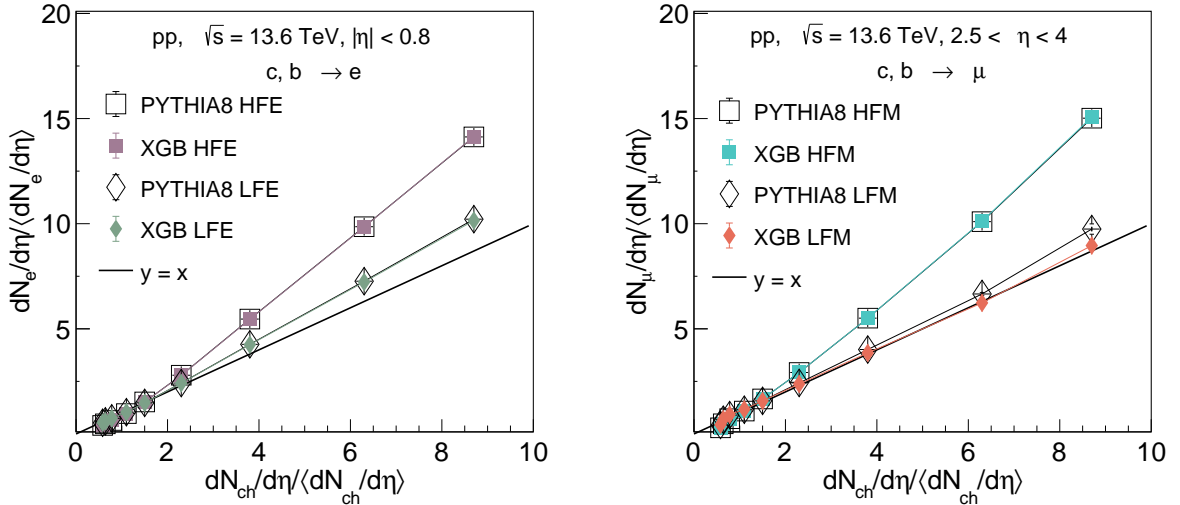 pp, √s = 13.6 TeV, |η| < 0.8
c, b → e
PYTHIA8 HFE
XGB HFE
PYTHIA8 LFE
XGB LFE
y = x
20
15
10
5
0 2 4 6 8 10
dN_e/dη/⟨dN_e/dη⟩
dN_ch/dη/⟨dN_ch/dη⟩
pp, √s = 13.6 TeV, 2.5 < η < 4
c, b → μ
PYTHIA8 HFM
XGB HFM
PYTHIA8 LFM
XGB LFM
y = x
20
15
10
5
0 2 4 6 8 10
dN_μ/dη/⟨dN_μ/dη⟩
dN_ch/dη/⟨dN_ch/dη⟩